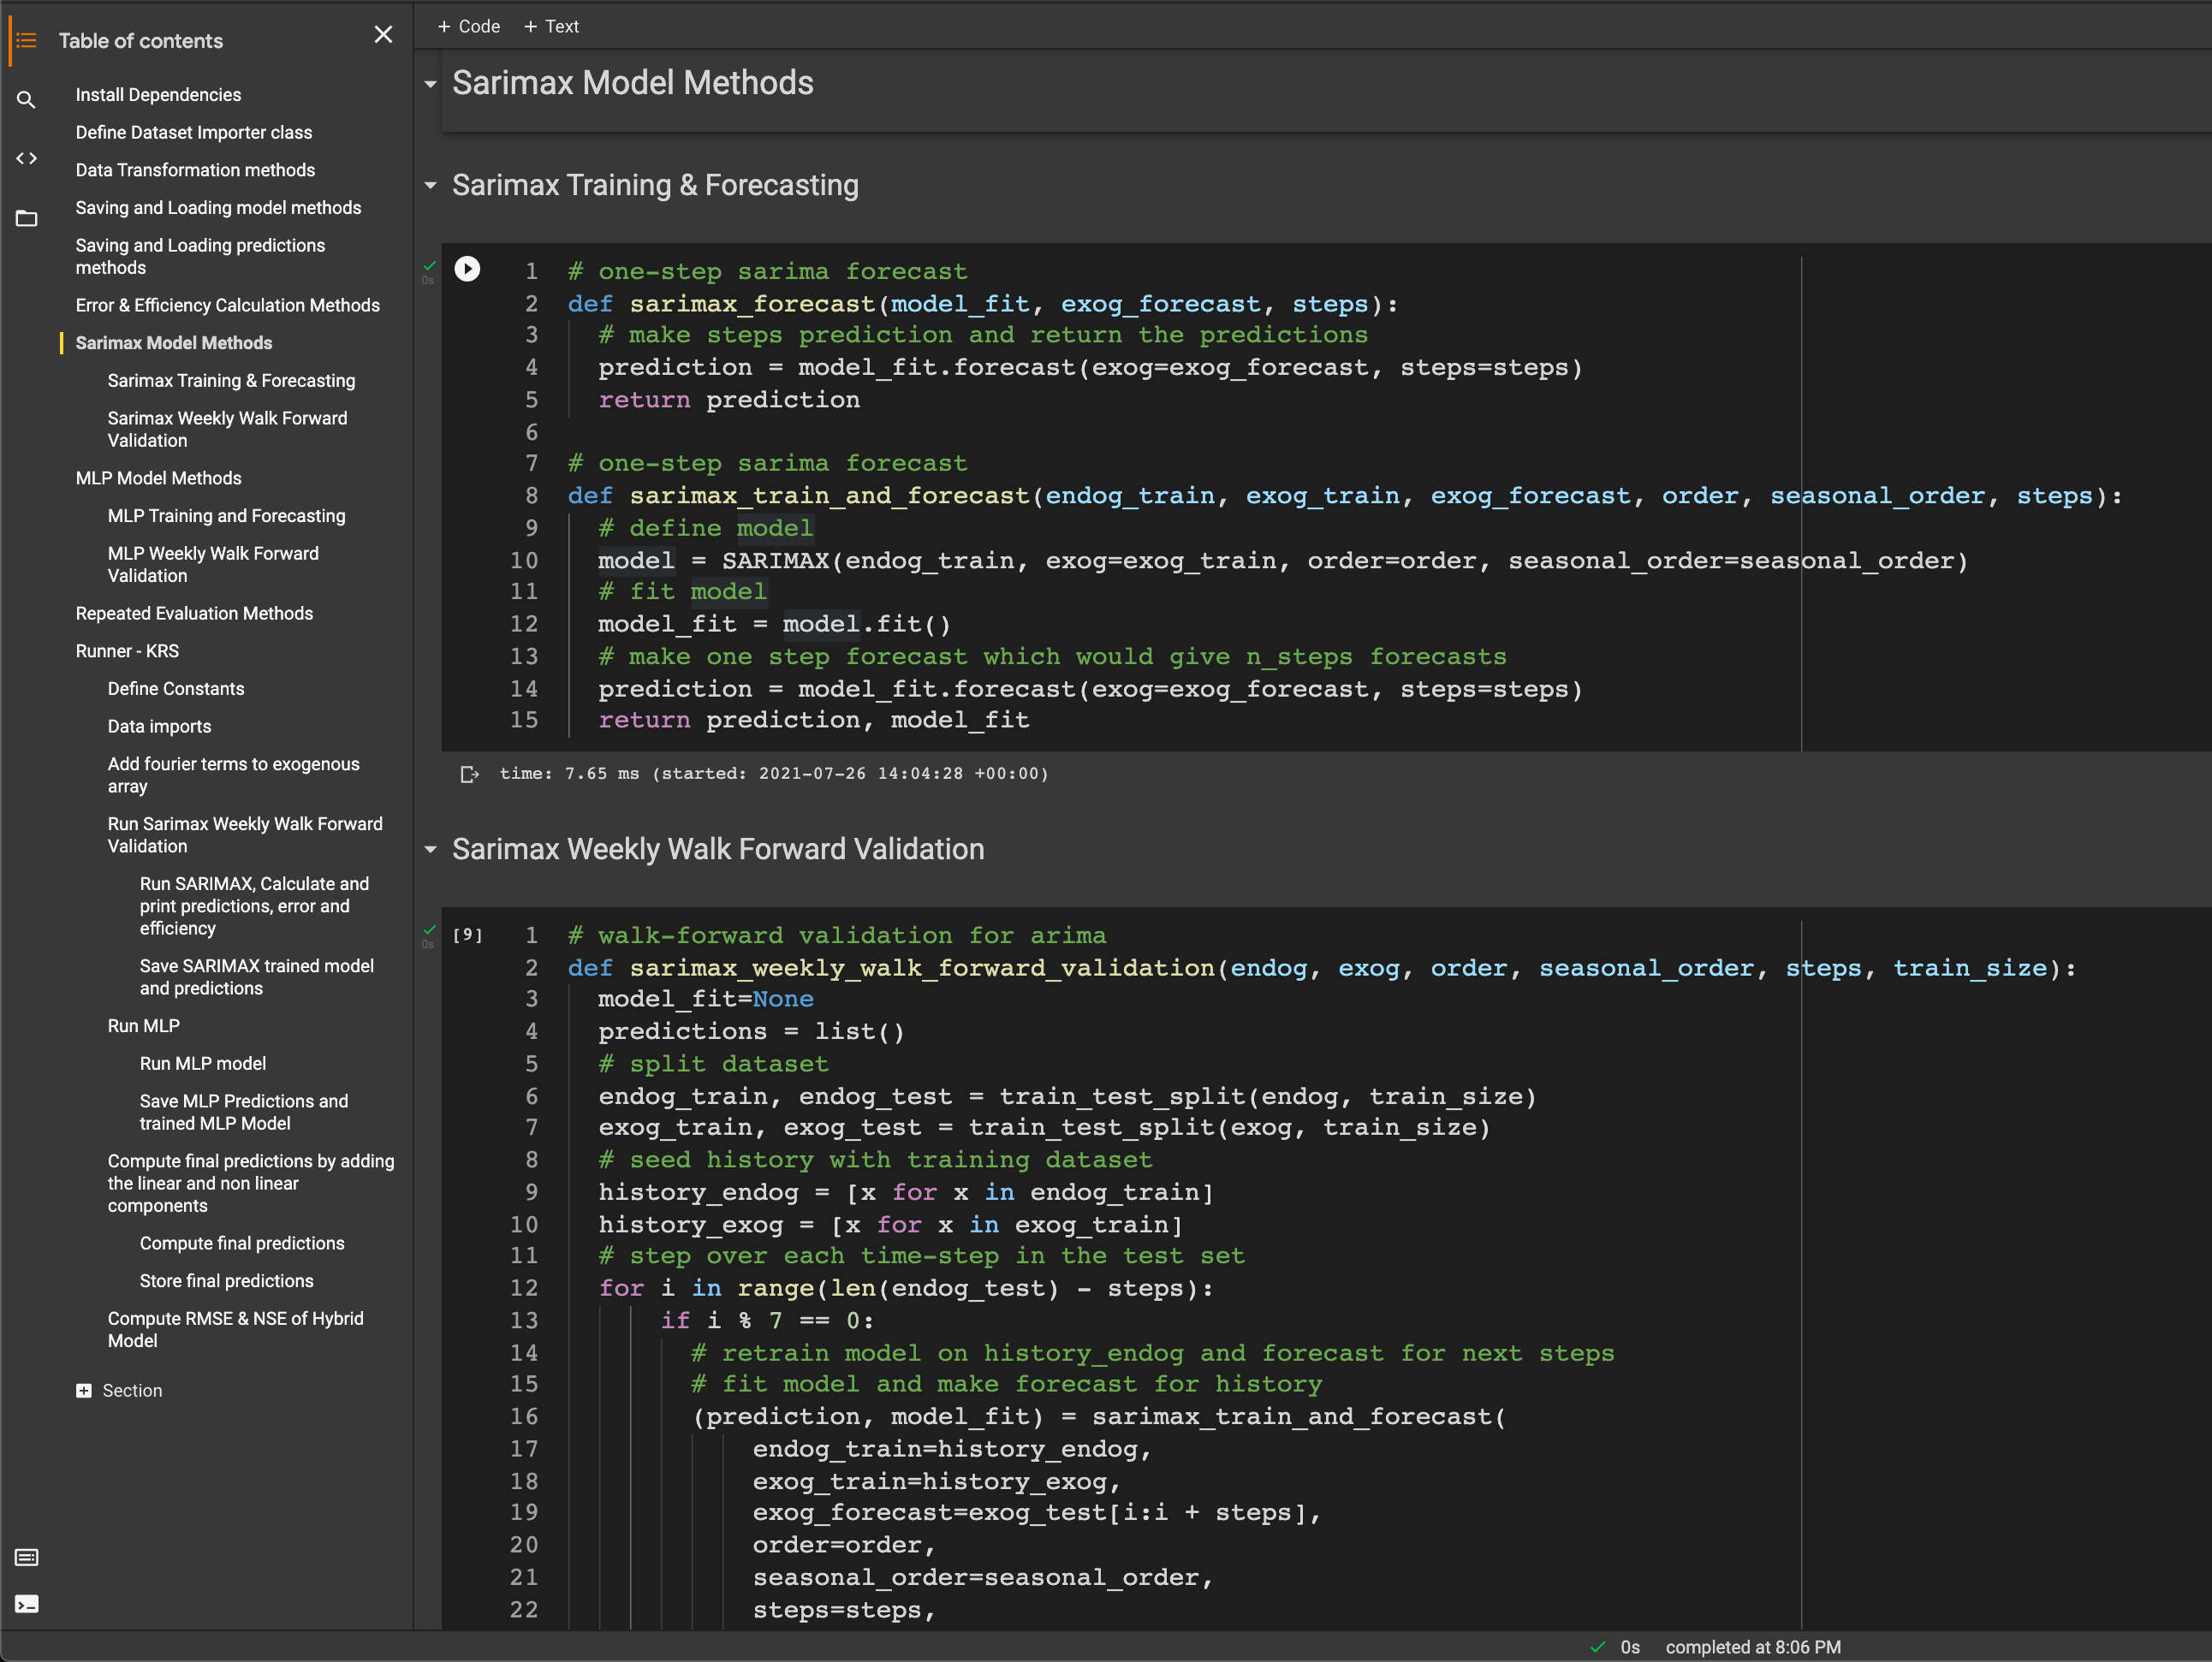 Table of contents
Install Dependencies
Define Dataset Importer class
Data Transformation methods
Saving and Loading model methods
Saving and Loading predictions
methods
Error & Efficiency Calculation Methods
Sarimax Model Methods
Sarimax Training & Forecasting
Sarimax Weekly Walk Forward
Validation
MLP Model Methods
MLP Training and Forecasting
MLP Weekly Walk Forward
Validation
Repeated Evaluation Methods
Runner - KRS
Define Constants
Data imports
Add fourier terms to exogenous
array
Run Sarimax Weekly Walk Forward
Validation
Run SARIMAX, Calculate and
print predictions, error and
efficiency
Save SARIMAX trained model
and predictions
Run MLP
Run MLP model
Save MLP Predictions and
trained MLP Model
Compute final predictions by adding
the linear and non linear
components
Compute final predictions
Store final predictions
Compute RMSE & NSE of Hybrid
Model
Section
+ Code + Text
Sarimax Model Methods
Sarimax Training & Forecasting
0s
1 # one-step sarima forecast
2 def sarimax_forecast(model_fit, exog_forecast, steps):
3 # make steps prediction and return the predictions
4 prediction = model_fit.forecast(exog=exog_forecast, steps=steps)
5 return prediction
6
7 # one-step sarima forecast
8 def sarimax_train_and_forecast(endog_train, exog_train, exog_forecast, order, seasonal_order, steps):
9 # define model
10 model = SARIMAX(endog_train, exog=exog_train, order=order, seasonal_order=seasonal_order)
11 # fit model
12 model_fit = model.fit()
13 # make one step forecast which would give n_steps forecasts
14 prediction = model_fit.forecast(exog=exog_forecast, steps=steps)
15 return prediction, model_fit
time: 7.65 ms (started: 2021-07-26 14:04:28 +00:00)
Sarimax Weekly Walk Forward Validation
0s
[9] 1 # walk-forward validation for arima
2 def sarimax_weekly_walk_forward_validation(endog, exog, order, seasonal_order, steps, train_size):
3 model_fit=None
4 predictions = list()
5 # split dataset
6 endog_train, endog_test = train_test_split(endog, train_size)
7 exog_train, exog_test = train_test_split(exog, train_size)
8 # seed history with training dataset
9 history_endog = [x for x in endog_train]
10 history_exog = [x for x in exog_train]
11 # step over each time-step in the test set
12 for i in range(len(endog_test) - steps):
13 if i % 7 == 0:
14 # retrain model on history_endog and forecast for next steps
15 # fit model and make forecast for history
16 (prediction, model_fit) = sarimax_train_and_forecast(
17 endog_train=history_endog,
18 exog_train=history_exog,
19 exog_forecast=exog_test[i:i + steps],
20 order=order,
21 seasonal_order=seasonal_order,
22 steps=steps,
0s completed at 8:06 PM